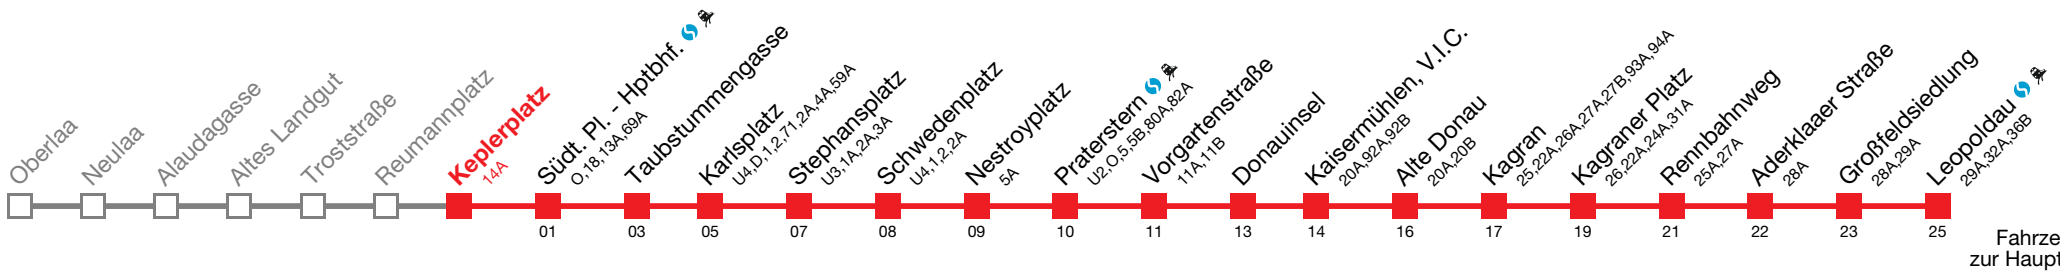 Oberlaa
Neulaa
Alaudagasse
Altes Landgut
Troststraße
Reumannplatz
Keplerplatz
14A
Südt. Pl. - Hptbhf.
O,18,13A,69A
Taubstummengasse
Karlsplatz
U4,D,1,2,71,2A,4A,59A
Stephansplatz
U3,1A,2A,3A
Schwedenplatz
U4,1,2,2A
Nestroyplatz
5A
Praterstern
U2,O,5,5B,80A,82A
Vorgartenstraße
11A,11B
Donauinsel
Kaisermühlen, V.I.C.
20A,92A,92B
Alte Donau
20A,20B
Kagran
25,22A,26A,27A,27B,93A,94A
Kagraner Platz
26,22A,24A,31A
Rennbahnweg
25A,27A
Aderklaaer Straße
28A
Großfeldsiedlung
28A,29A
Leopoldau
29A,32A,36B
01 03 05 07 08 09 10 11 13 14 16 17 19 21 22 23 25
Fahrze
zur Haupt